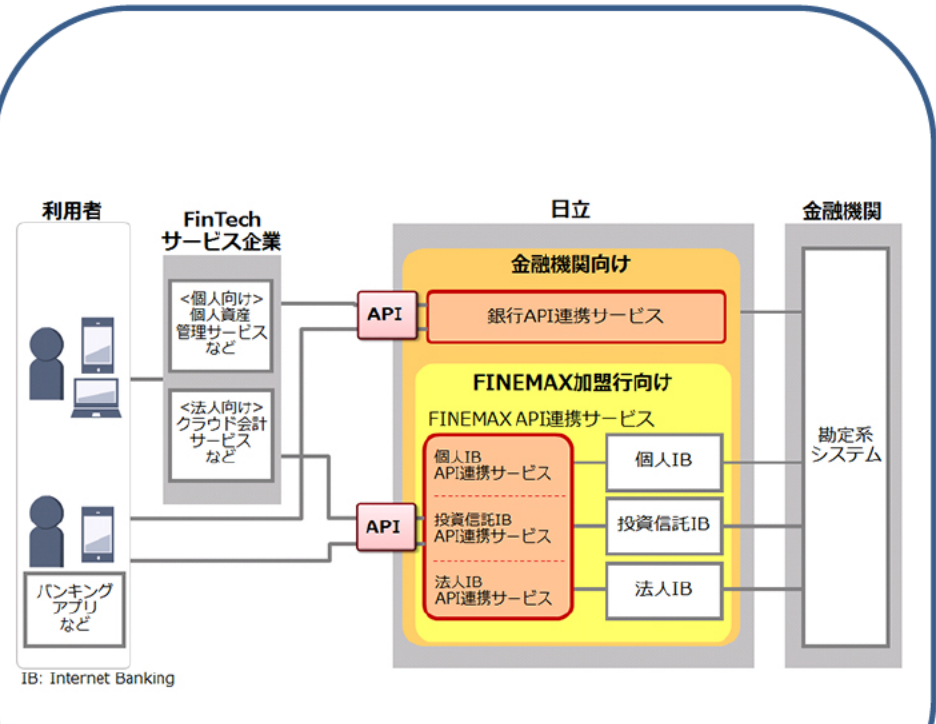 利用者
FinTech
サービス企業
日立
金融機関
<個人向け>
個人資産
管理サービス
など
<法人向け>
クラウド会計
サービス
など
バンキング
アプリ
など
API
API
金融機関向け
銀行API連携サービス
FINEMAX加盟行向け
FINEMAX API連携サービス
個人IB
API連携サービス
投資信託IB
API連携サービス
法人IB
API連携サービス
個人IB
投資信託IB
法人IB
勘定系
システム
IB: Internet Banking